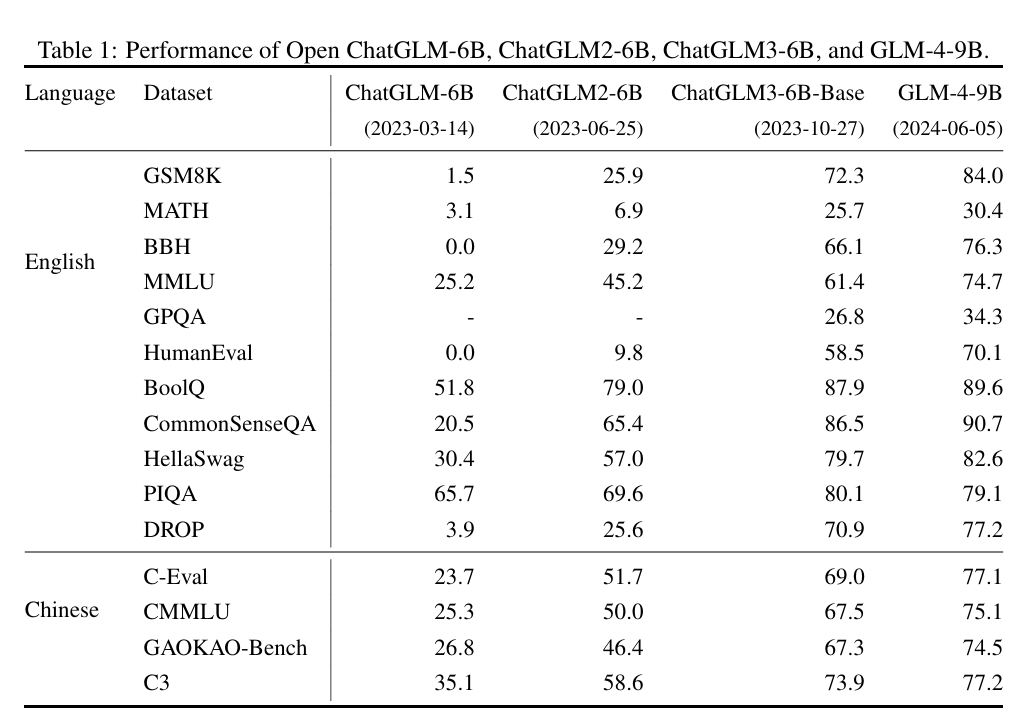 Table 1: Performance of Open ChatGLM-6B, ChatGLM2-6B, ChatGLM3-6B, and GLM-4-9B.
Language Dataset ChatGLM-6B ChatGLM2-6B ChatGLM3-6B-Base GLM-4-9B
(2023-03-14) (2023-06-25) (2023-10-27) (2024-06-05)
GSM8K 1.5 25.9 72.3 84.0
MATH 3.1 6.9 25.7 30.4
BBH 0.0 29.2 66.1 76.3
English
MMLU 25.2 45.2 61.4 74.7
GPQA - - 26.8 34.3
HumanEval 0.0 9.8 58.5 70.1
BoolQ 51.8 79.0 87.9 89.6
CommonSenseQA 20.5 65.4 86.5 90.7
HellaSwag 30.4 57.0 79.7 82.6
PIQA 65.7 69.6 80.1 79.1
DROP 3.9 25.6 70.9 77.2
C-Eval 23.7 51.7 69.0 77.1
Chinese CMMLU 25.3 50.0 67.5 75.1
GAOKAO-Bench 26.8 46.4 67.3 74.5
C3 35.1 58.6 73.9 77.2